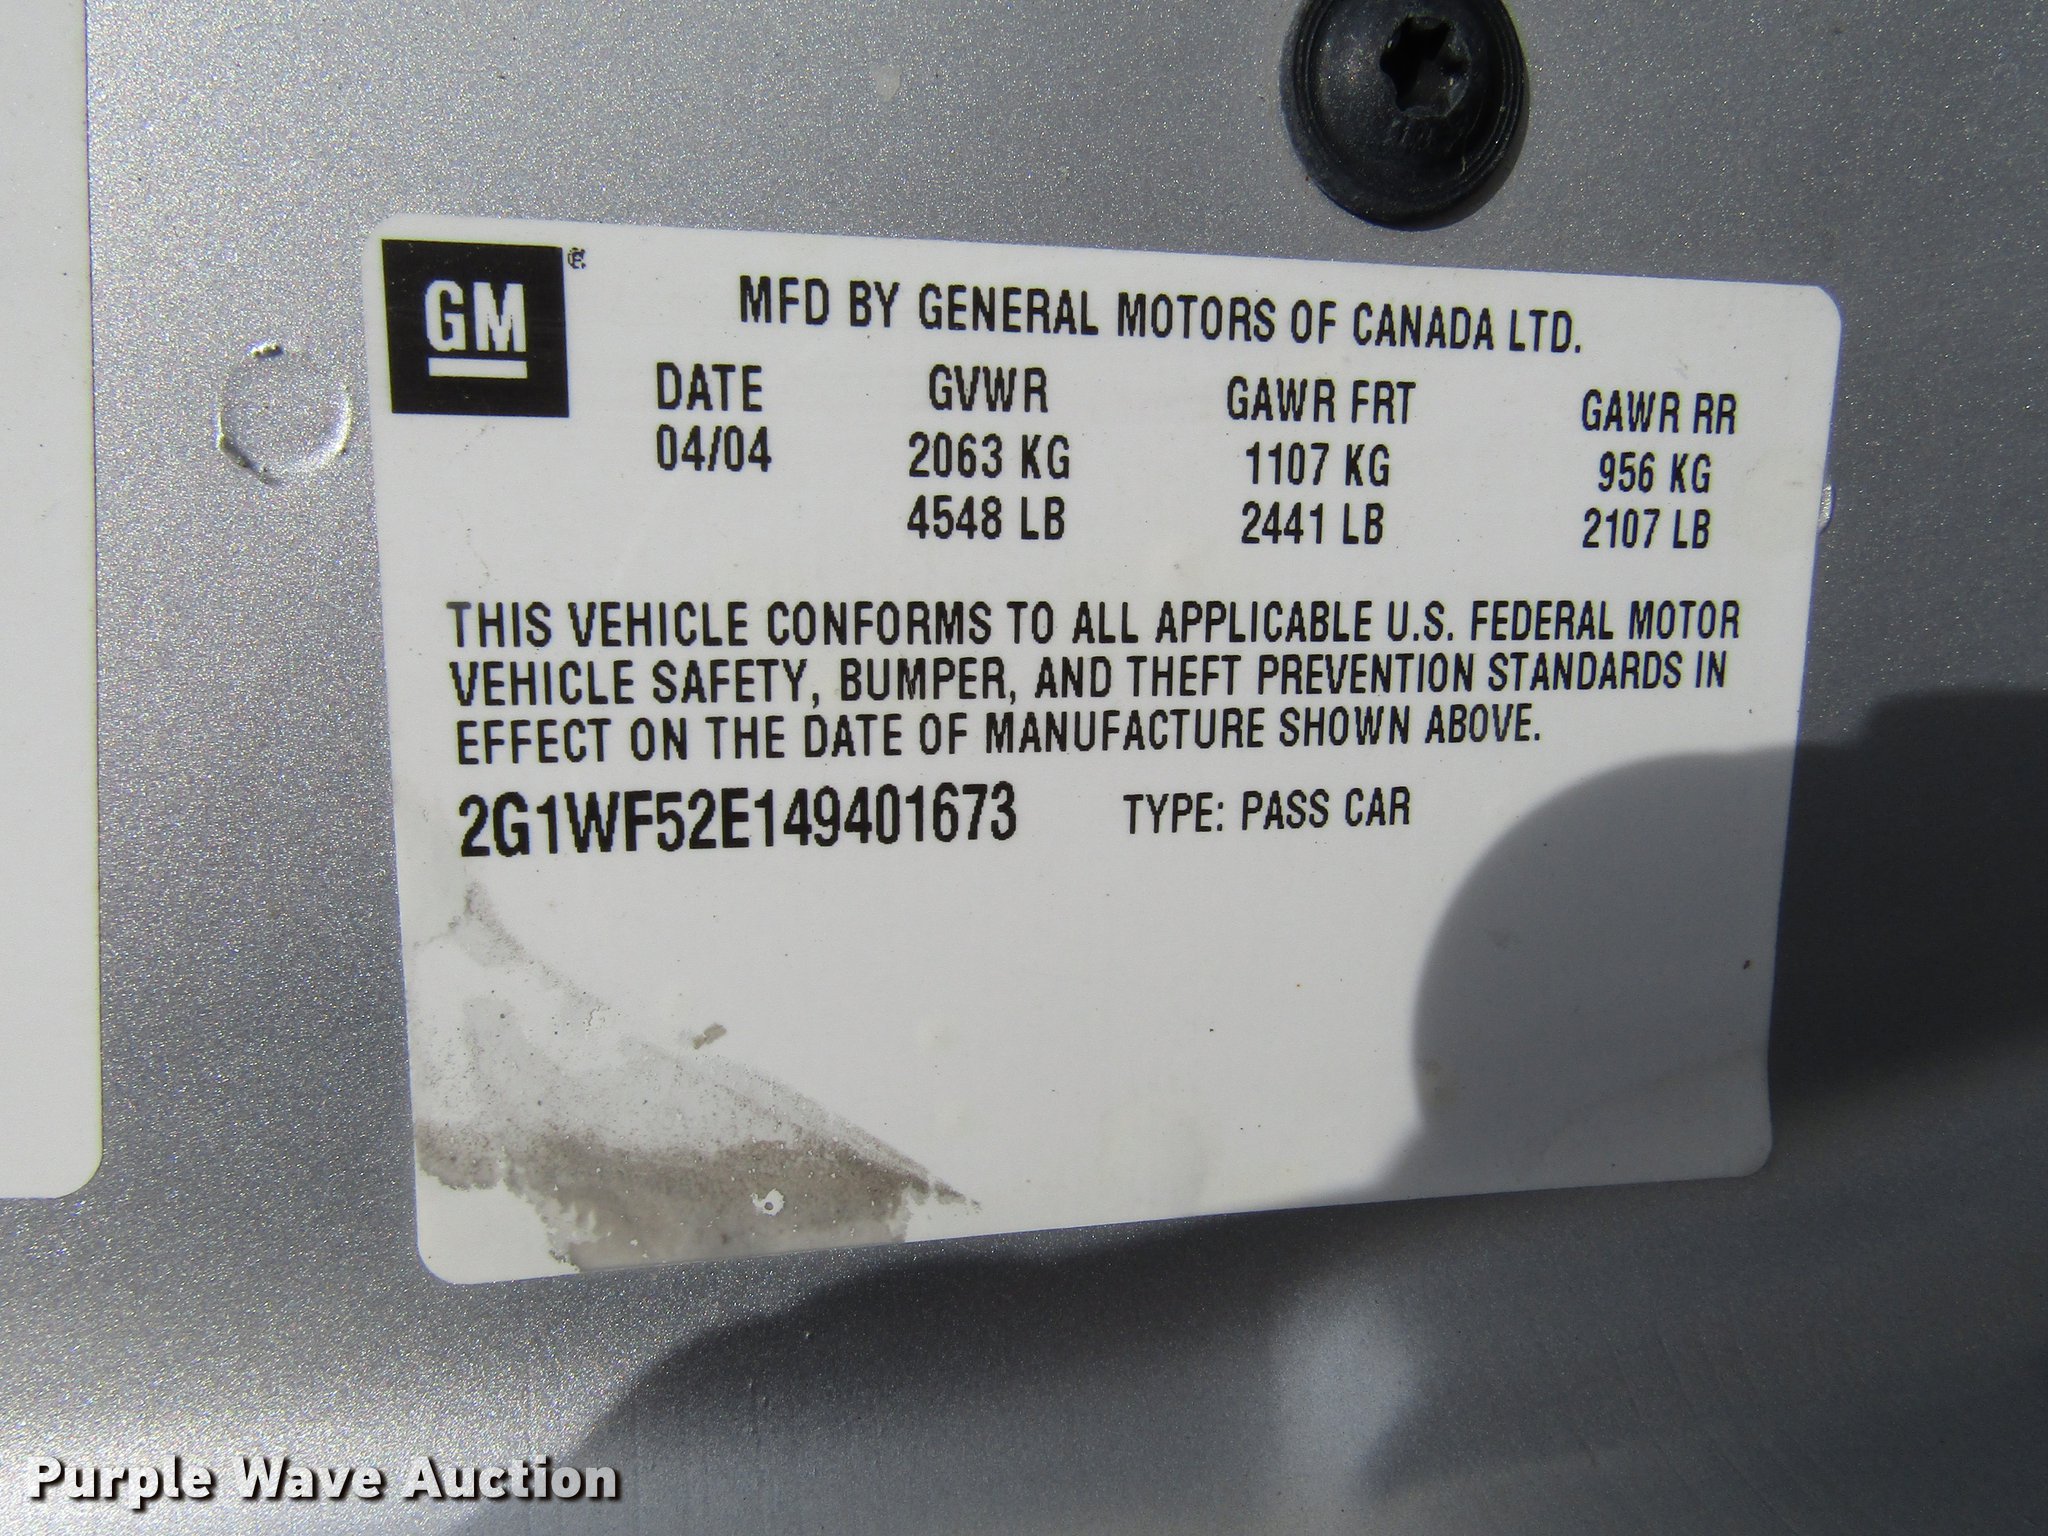 GM
MFD BY GENERAL MOTORS OF CANADA LTD.
DATE GVWR GAWR FRT GAWR RR
04/04 2063 KG 1107 KG 956 KG
4548 LB 2441 LB 2107 LB
THIS VEHICLE CONFORMS TO ALL APPLICABLE U.S. FEDERAL MOTOR
VEHICLE SAFETY, BUMPER, AND THEFT PREVENTION STANDARDS IN
EFFECT ON THE DATE OF MANUFACTURE SHOWN ABOVE.
2G1WF52E149401673 TYPE: PASS CAR
Purple Wave Auction